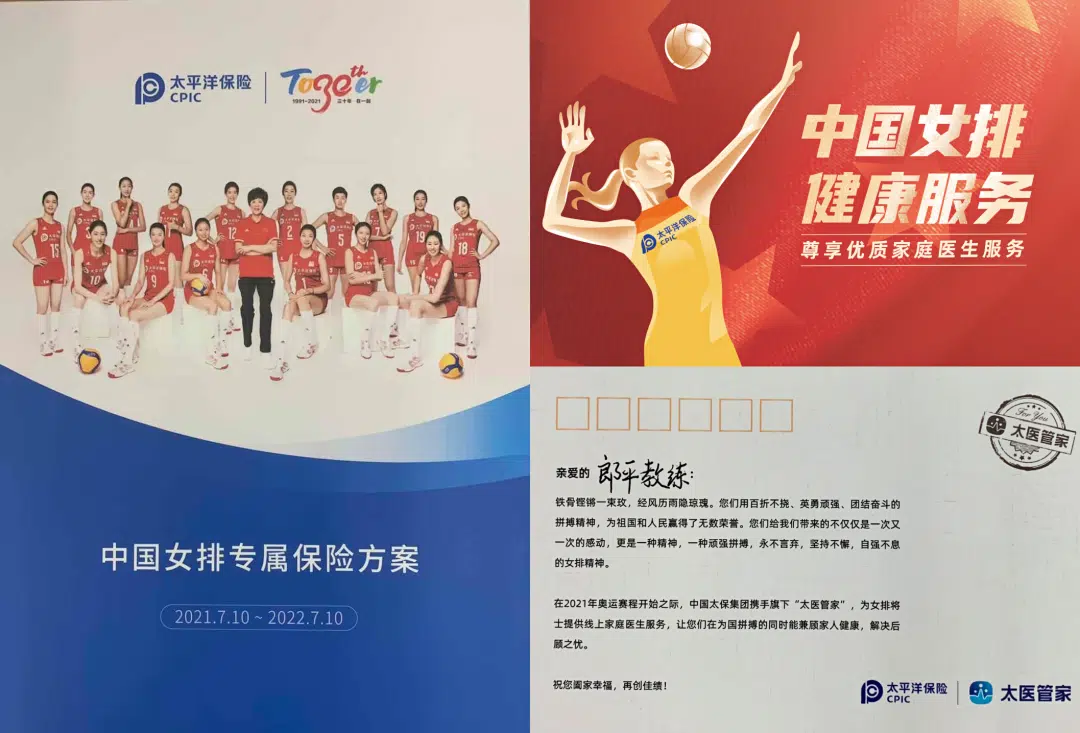 太平洋保险
CPIC
Together
1991-2021 三十年·在一起
15
12
2
5
19
18
10
9
6
1
中国女排专属保险方案
2021.7.10 ~ 2022.7.10
太平洋保险
CPIC
中国女排
健康服务
尊享优质家庭医生服务
For You
太医管家
亲爱的 郎平教练:
铁骨铿锵一束玫，经风历雨隐琼瑰。您们用百折不挠、英勇顽强、团结奋斗的
拼搏精神，为祖国和人民赢得了无数荣誉。您们给我们带来的不仅仅是一次又
一次的感动，更是一种精神，一种顽强拼搏，永不言弃，坚持不懈，自强不息
的女排精神。
在2021年奥运赛程开始之际，中国太保集团携手旗下“太医管家”，为女排将
士提供线上家庭医生服务，让您们在为国拼搏的同时能兼顾家人健康，解决后
顾之忧。
祝您阖家幸福，再创佳绩！
太平洋保险
CPIC
太医管家